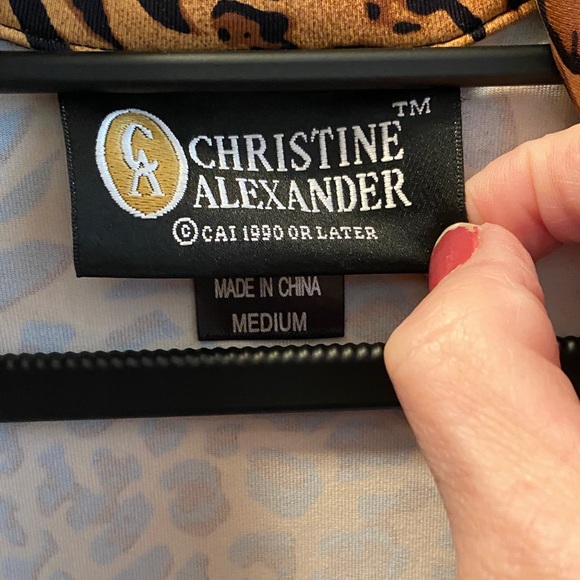 CA
CHRISTINE™
ALEXANDER
© CAI 1990 OR LATER
MADE IN CHINA
MEDIUM